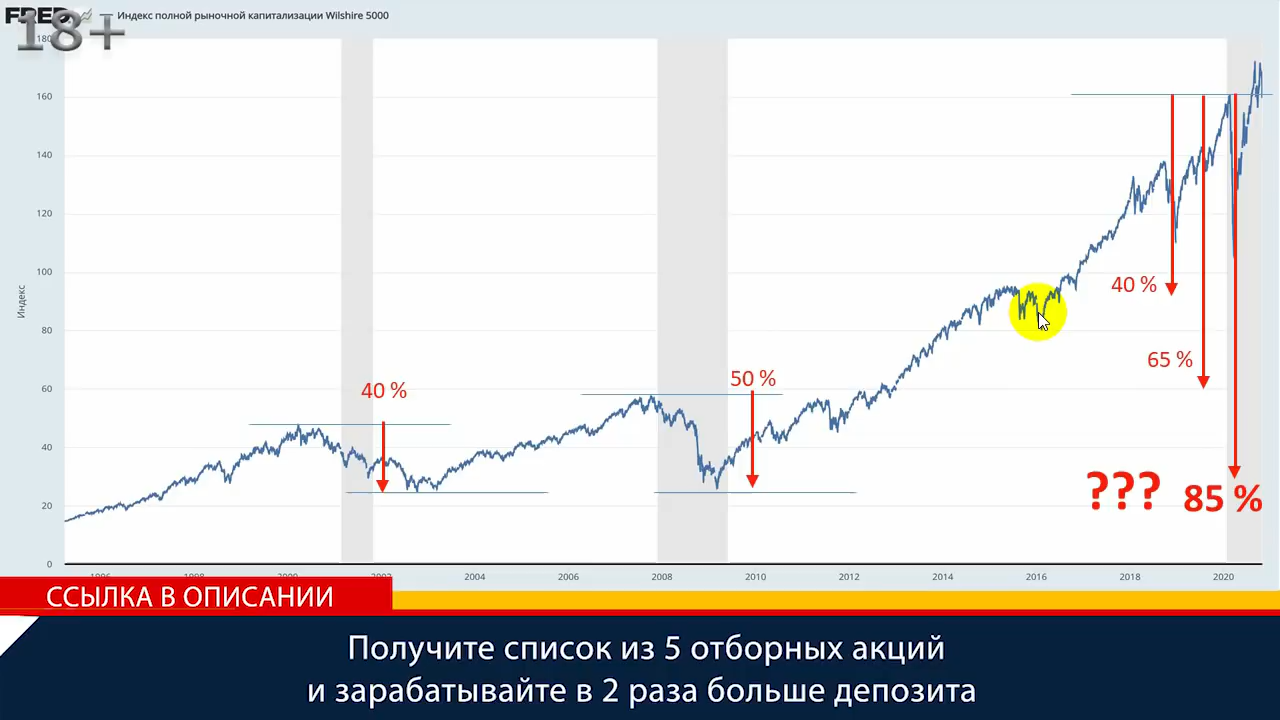 FRED — Индекс полной рыночной капитализации Wilshire 5000
18+
180
160
140
120
100
80
60
40
20
0
Индекс
40 %
50 %
40 %
65 %
??? 85 %
1996 1998 2000 2002 2004 2006 2008 2010 2012 2014 2016 2018 2020
ССЫЛКА В ОПИСАНИИ
Получите список из 5 отборных акций
и зарабатывайте в 2 раза больше депозита